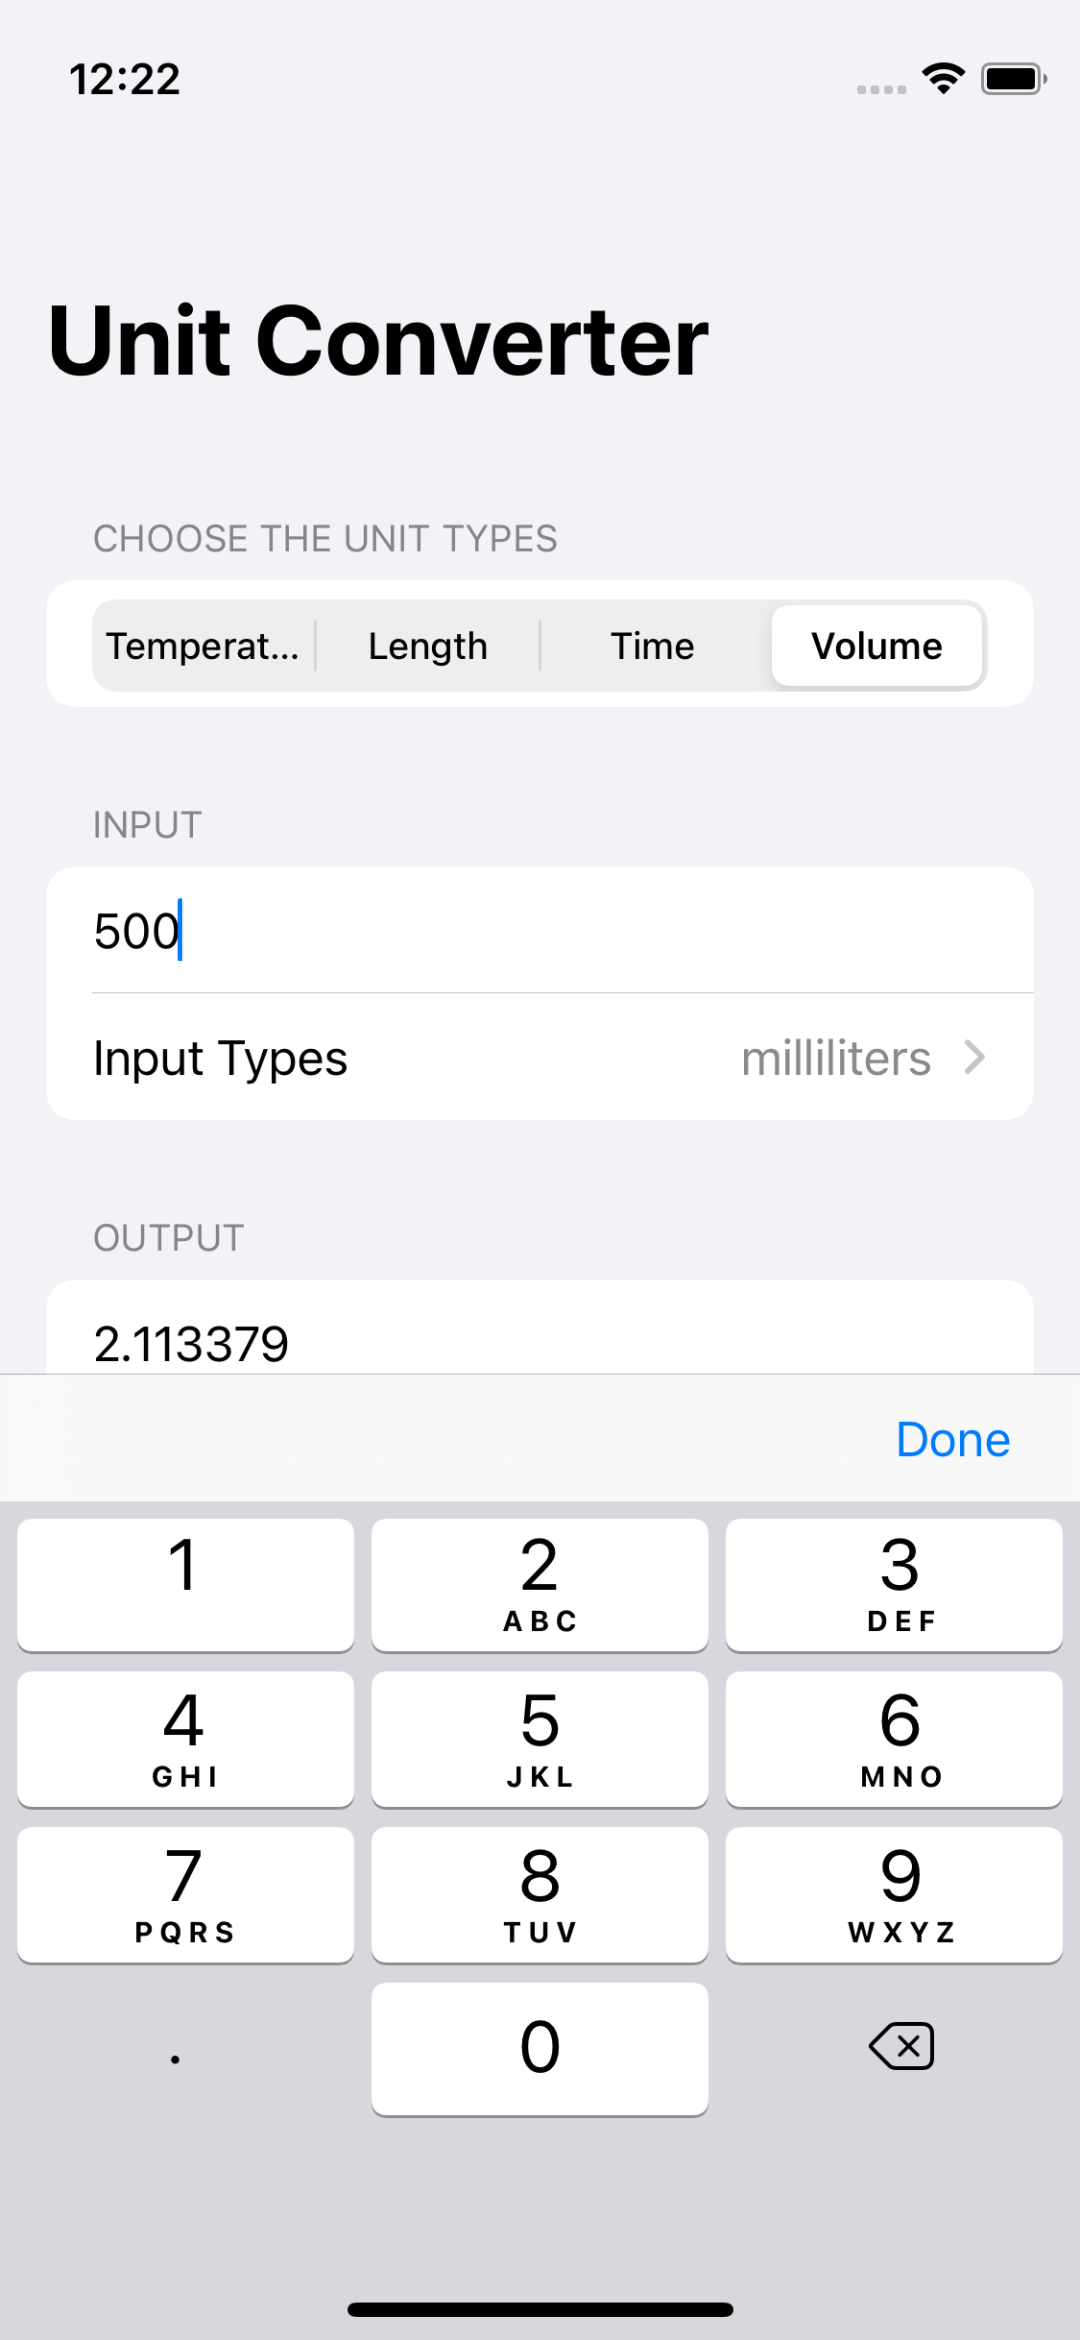 12:22
Unit Converter
CHOOSE THE UNIT TYPES
Temperat... Length Time Volume
INPUT
500
Input Types milliliters
OUTPUT
2.113379
Done
1 2 3
ABC DEF
4 5 6
GHI JKL MNO
7 8 9
PQRS TUV WXYZ
. 0